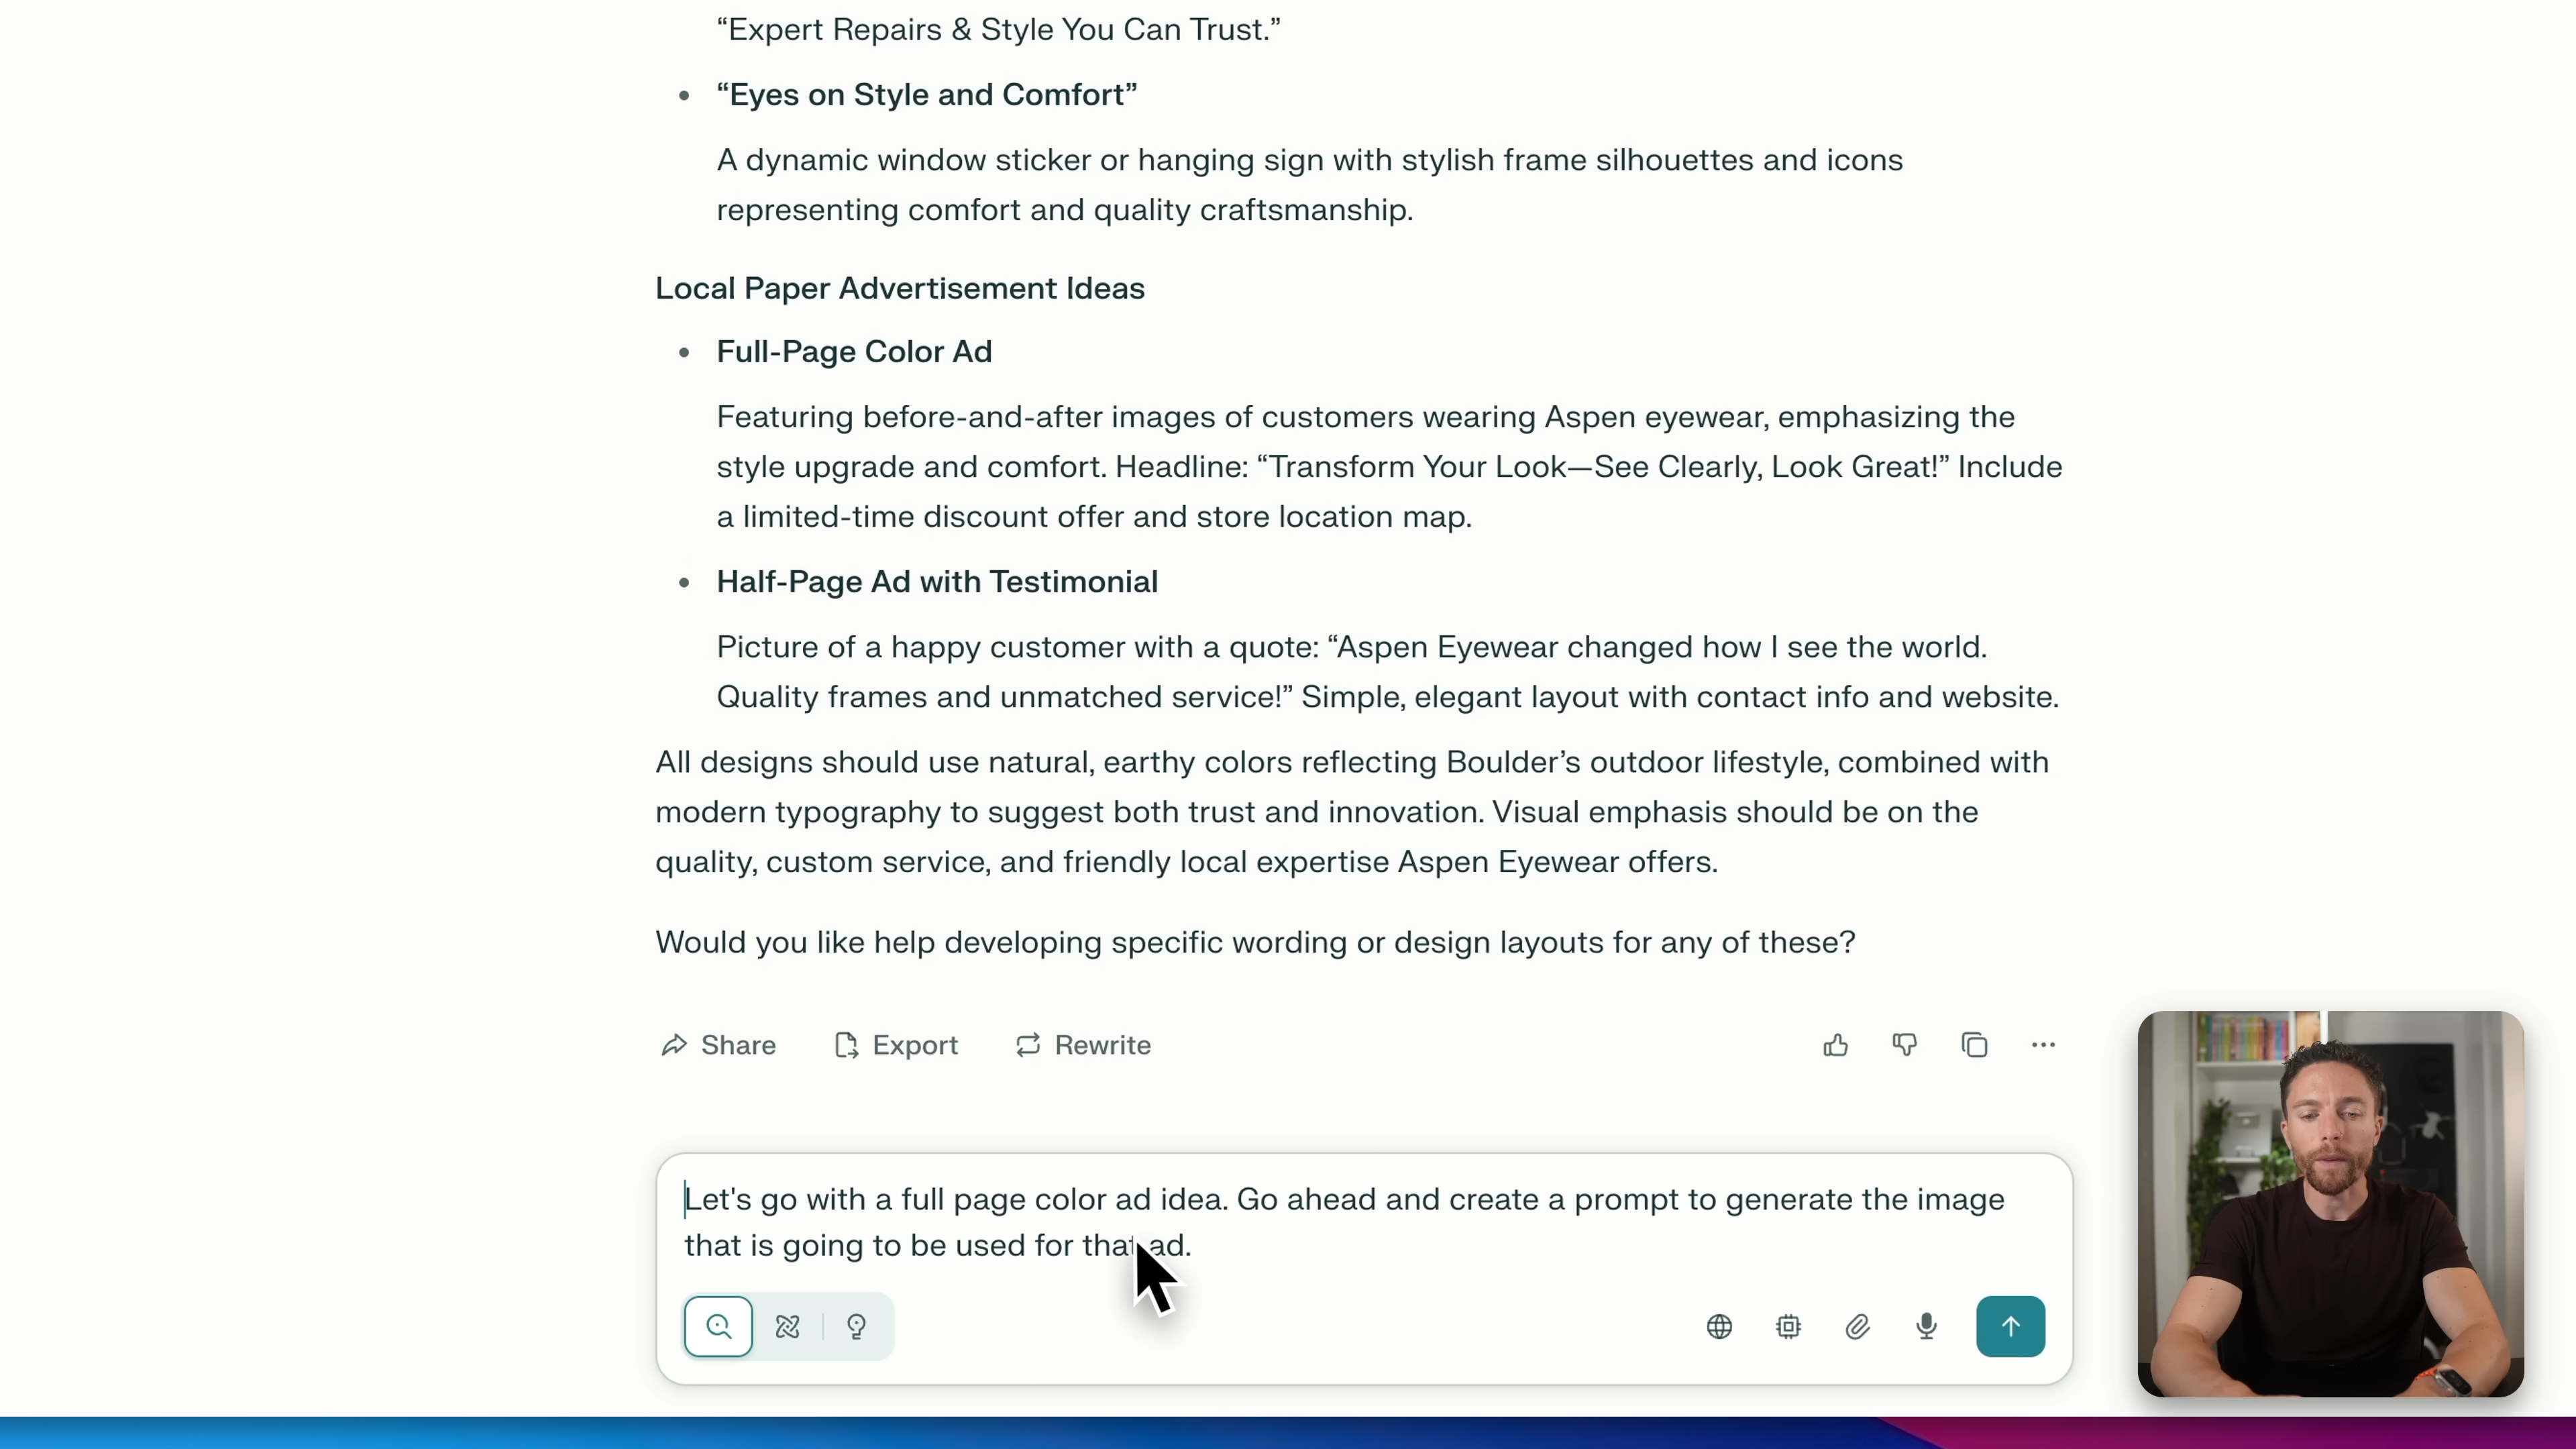 “Expert Repairs & Style You Can Trust.”
“Eyes on Style and Comfort”
A dynamic window sticker or hanging sign with stylish frame silhouettes and icons
representing comfort and quality craftsmanship.
Local Paper Advertisement Ideas
Full-Page Color Ad
Featuring before-and-after images of customers wearing Aspen eyewear, emphasizing the
style upgrade and comfort. Headline: “Transform Your Look—See Clearly, Look Great!” Include
a limited-time discount offer and store location map.
Half-Page Ad with Testimonial
Picture of a happy customer with a quote: “Aspen Eyewear changed how I see the world.
Quality frames and unmatched service!” Simple, elegant layout with contact info and website.
All designs should use natural, earthy colors reflecting Boulder’s outdoor lifestyle, combined with
modern typography to suggest both trust and innovation. Visual emphasis should be on the
quality, custom service, and friendly local expertise Aspen Eyewear offers.
Would you like help developing specific wording or design layouts for any of these?
Share Export Rewrite
Let's go with a full page color ad idea. Go ahead and create a prompt to generate the image
that is going to be used for that ad.